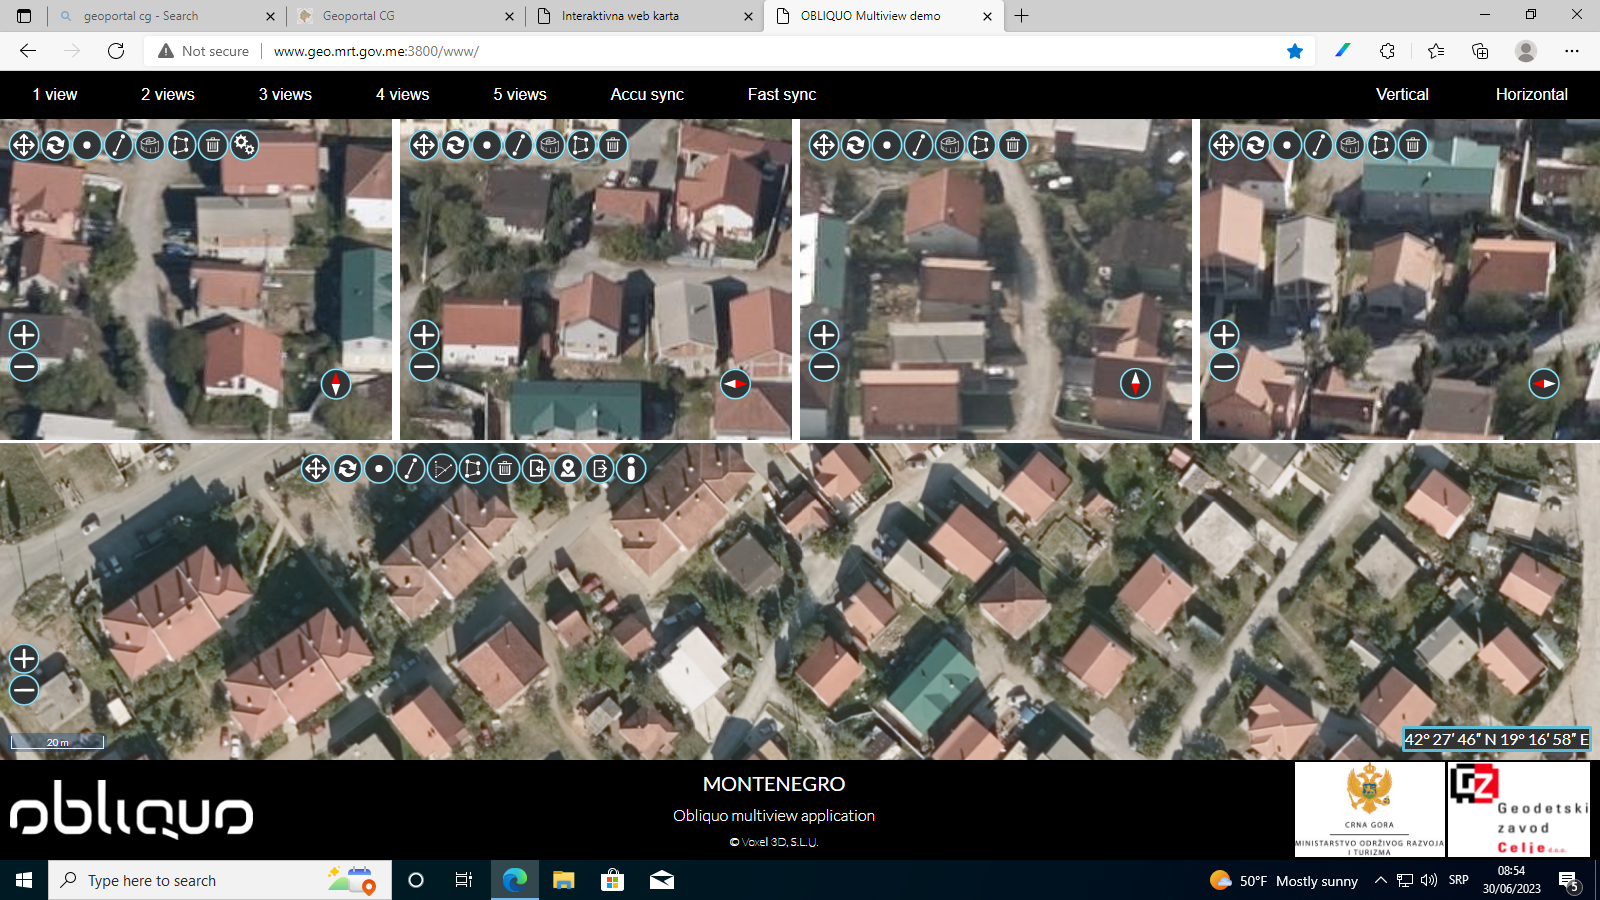 geoportal cg - Search
Geoportal CG
Interaktivna web karta
OBLIQUO Multiview demo
Not secure
www.geo.mrt.gov.me:3800/www/
1 view
2 views
3 views
4 views
5 views
Accu sync
Fast sync
Vertical
Horizontal
20 m
42° 27′ 46″ N 19° 16′ 58″ E
obliquo
MONTENEGRO
Obliquo multiview application
© Voxel 3D, S.L.U.
CRNA GORA
MINISTARSTVO ODRŽIVOG RAZVOJA
I TURIZMA
GZ
Geodetski
zavod
Celje d.o.o.
Type here to search
50°F Mostly sunny
SRP
08:54
30/06/2023
5